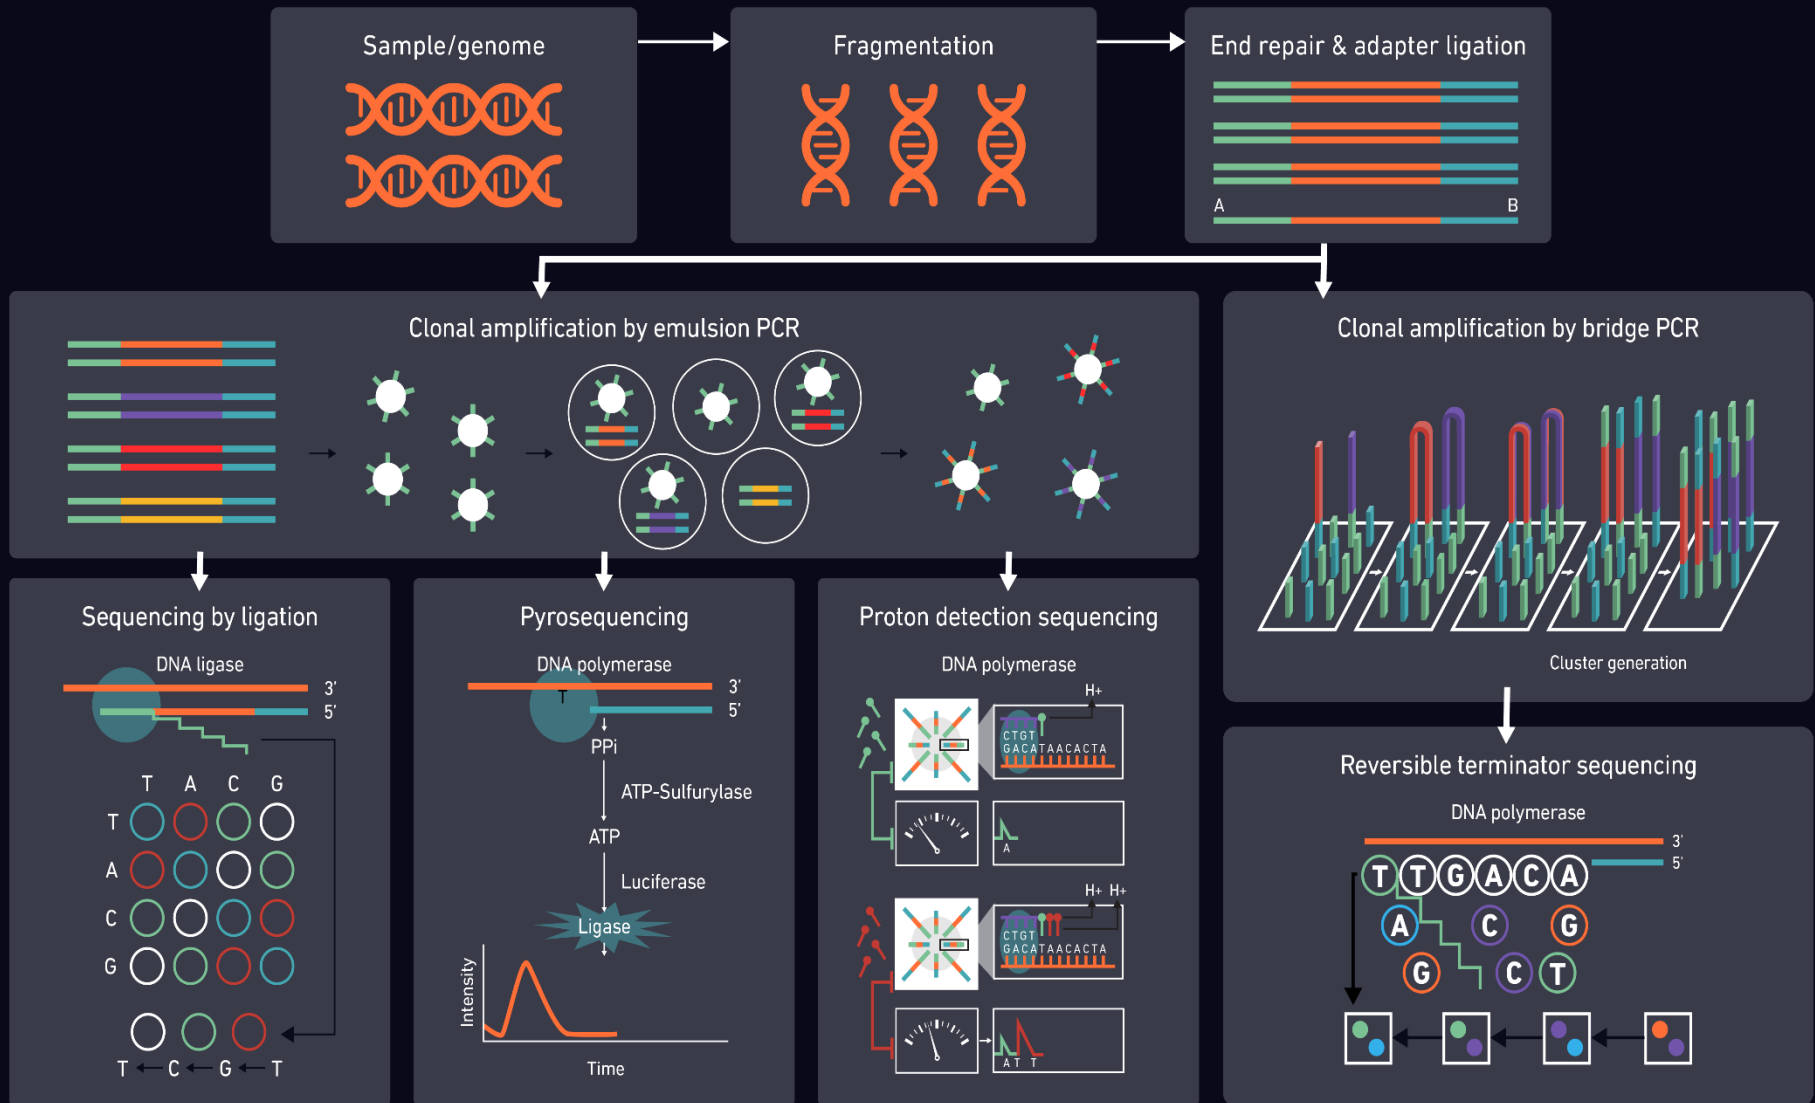 Sample/genome
Fragmentation
End repair & adapter ligation
A B
Clonal amplification by emulsion PCR
Clonal amplification by bridge PCR
Cluster generation
Sequencing by ligation
DNA ligase
3'
5'
T A C G
T
A
C
G
T C G T
Pyrosequencing
DNA polymerase
3'
T
5'
PPi
ATP-Sulfurylase
ATP
Luciferase
Ligase
Intensity
Time
Proton detection sequencing
DNA polymerase
H+
CTGT
GACATAACACTA
A
H+ H+
CTGT
GACATAACACTA
AT T
Reversible terminator sequencing
DNA polymerase
3'
5'
T T G A C A
A C G
G C T